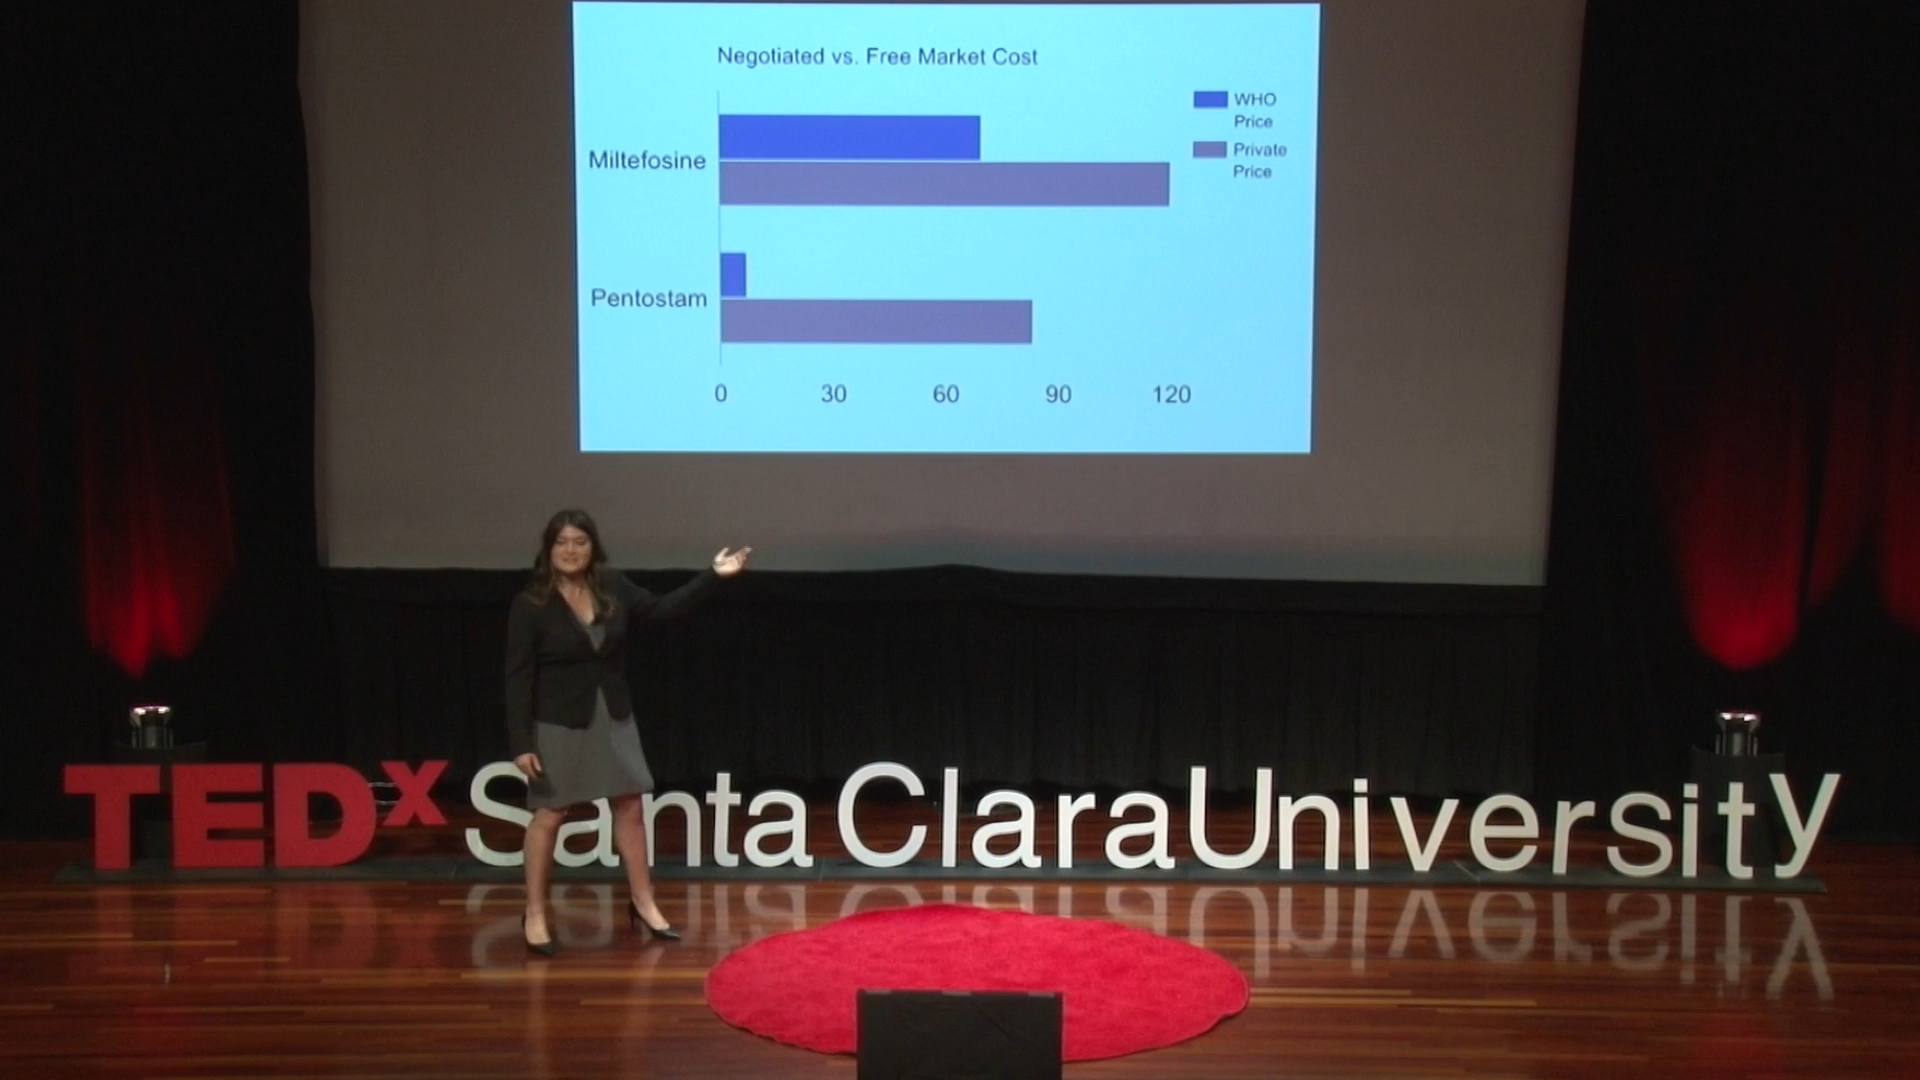 Negotiated vs. Free Market Cost
WHO
Price
Private
Price
Miltefosine
Pentostam
0 30 60 90 120
TEDx Santa Clara University